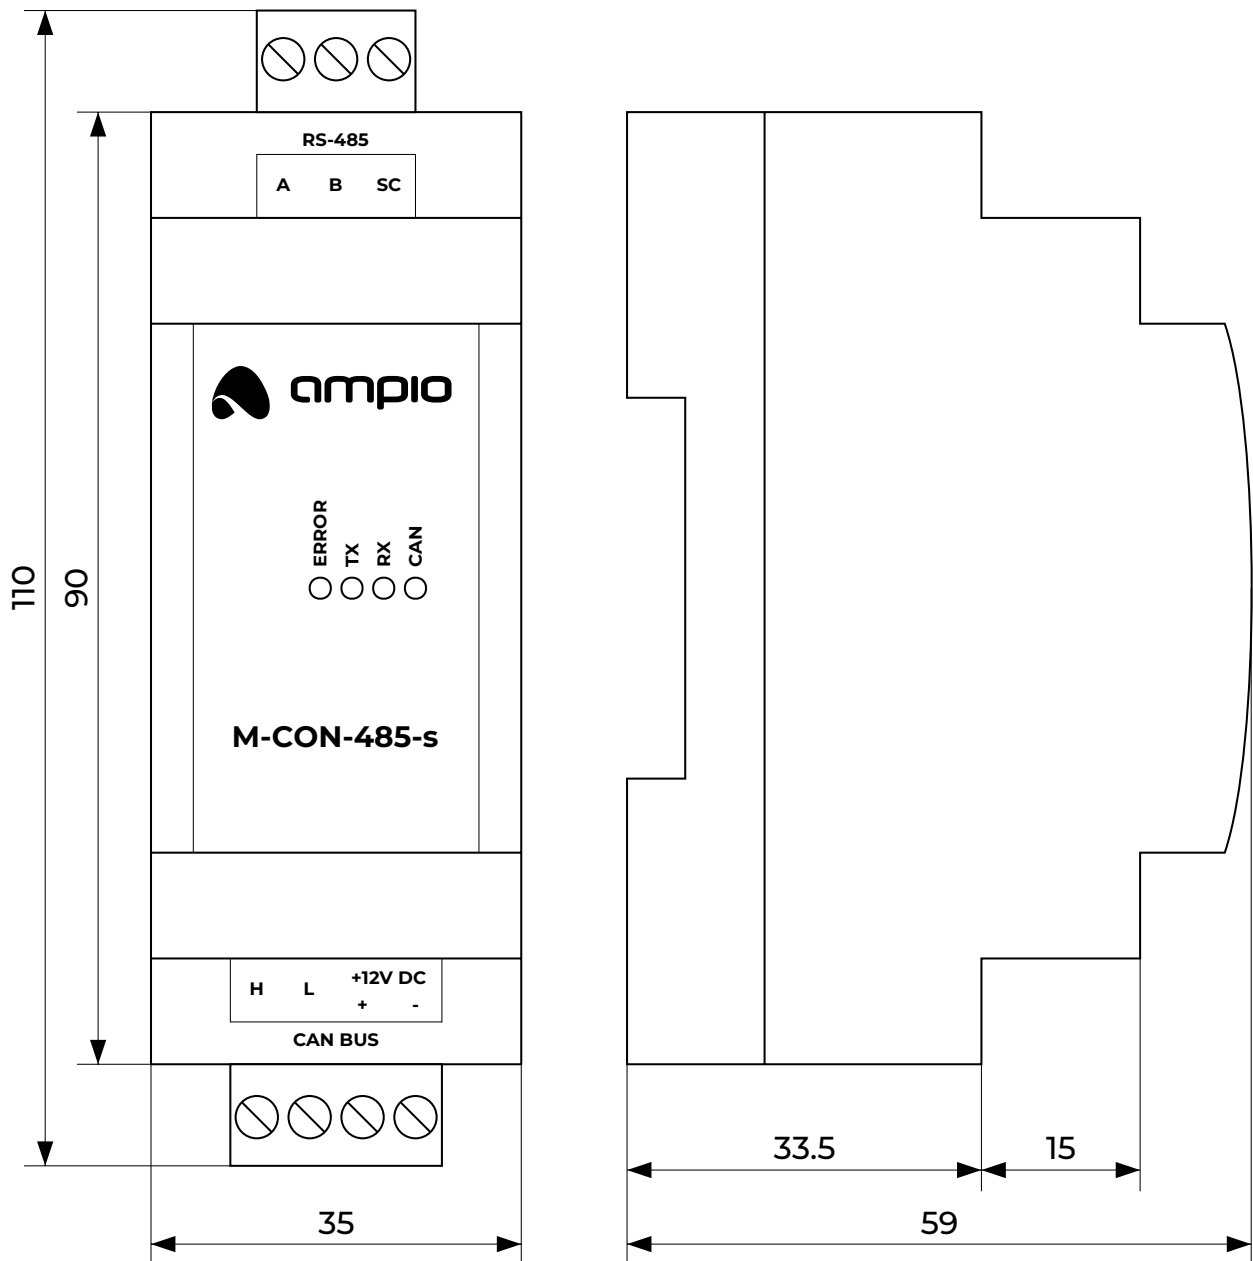 RS-485
A B SC
ampio
ERROR
TX
RX
CAN
110
90
M-CON-485-s
+12V DC
H L + -
CAN BUS
33.5
15
35
59